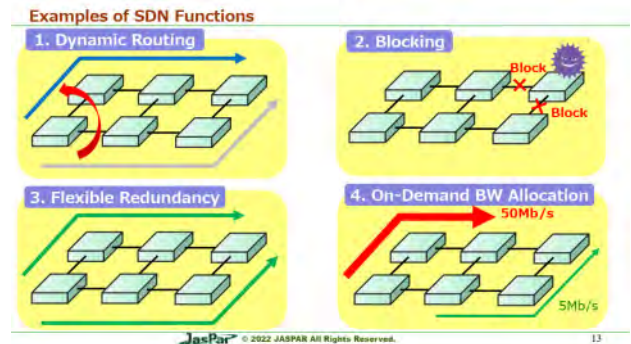 Examples of SDN Functions
1. Dynamic Routing
2. Blocking
Block
Block
3. Flexible Redundancy
4. On-Demand BW Allocation
50Mb/s
5Mb/s
JasPar © 2022 JASPAR All Rights Reserved.
13